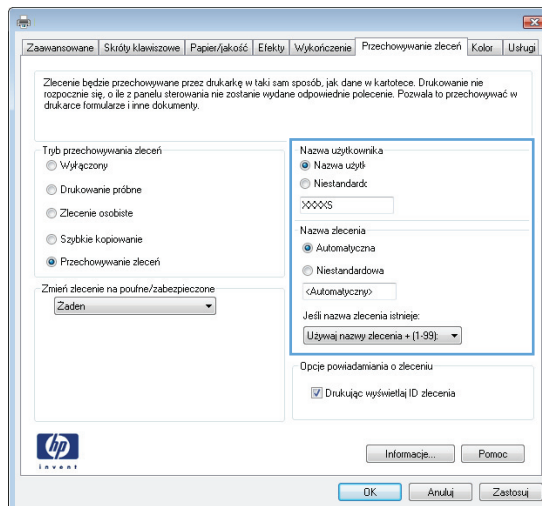 Zaawansowane Skróty klawiszowe Papier/jakość Efekty Wykończenie Przechowywanie zleceń Kolor Usługi
Zlecenie będzie przechowywane przez drukarkę w taki sam sposób, jak dane w kartotece. Drukowanie nie
rozpocznie się, o ile z panelu sterowania nie zostanie wydane odpowiednie polecenie. Pozwala to przechowywać w
drukarce formularze i inne dokumenty.
Tryb przechowywania zleceń
Wyłączony
Drukowanie próbne
Zlecenie osobiste
Szybkie kopiowanie
Przechowywanie zleceń
Zmień zlecenie na poufne/zabezpieczone
Żaden
Nazwa użytkownika
Nazwa użytk
Niestandardc
XXXXS
Nazwa zlecenia
Automatyczna
Niestandardowa
<Automatyczny>
Jeśli nazwa zlecenia istnieje:
Używaj nazwy zlecenia + (1-99):
Opcje powiadamiania o zleceniu
Drukując wyświetlaj ID zlecenia
hp
invent
Informacje... Pomoc
OK Anuluj Zastosuj